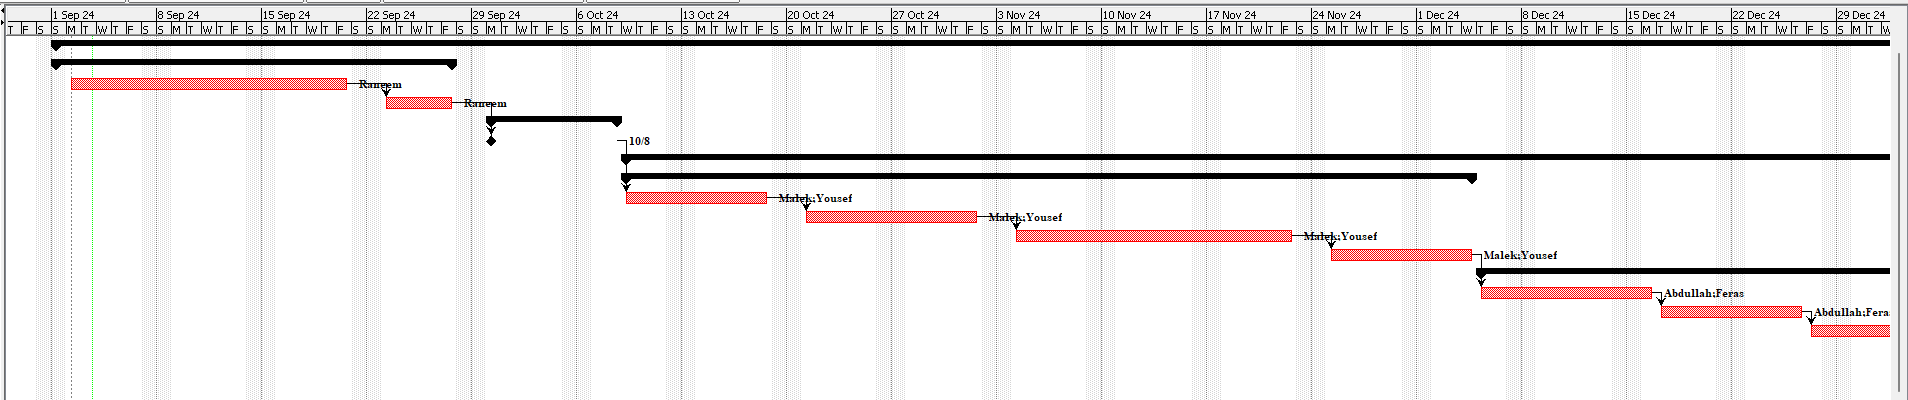 1 Sep 24 8 Sep 24 15 Sep 24 22 Sep 24 29 Sep 24 6 Oct 24 13 Oct 24 20 Oct 24 27 Oct 24 3 Nov 24 10 Nov 24 17 Nov 24 24 Nov 24 1 Dec 24 8 Dec 24 15 Dec 24 22 Dec 24 29 Dec 24
T F S S M T W T F S S M T W T F S S M T W T F S S M T W T F S S M T W T F S S M T W T F S S M T W T F S S M T W T F S S M T W T F S S M T W T F S S M T W T F S S M T W T F S S M T W T F S S M T W T F S S M T W T F S S M T W T F S S M T W T F S S M T W
Raneem
Raneem
10/8
Malek;Yousef
Malek;Yousef
Malek;Yousef
Malek;Yousef
Abdullah;Feras
Abdullah;Fera